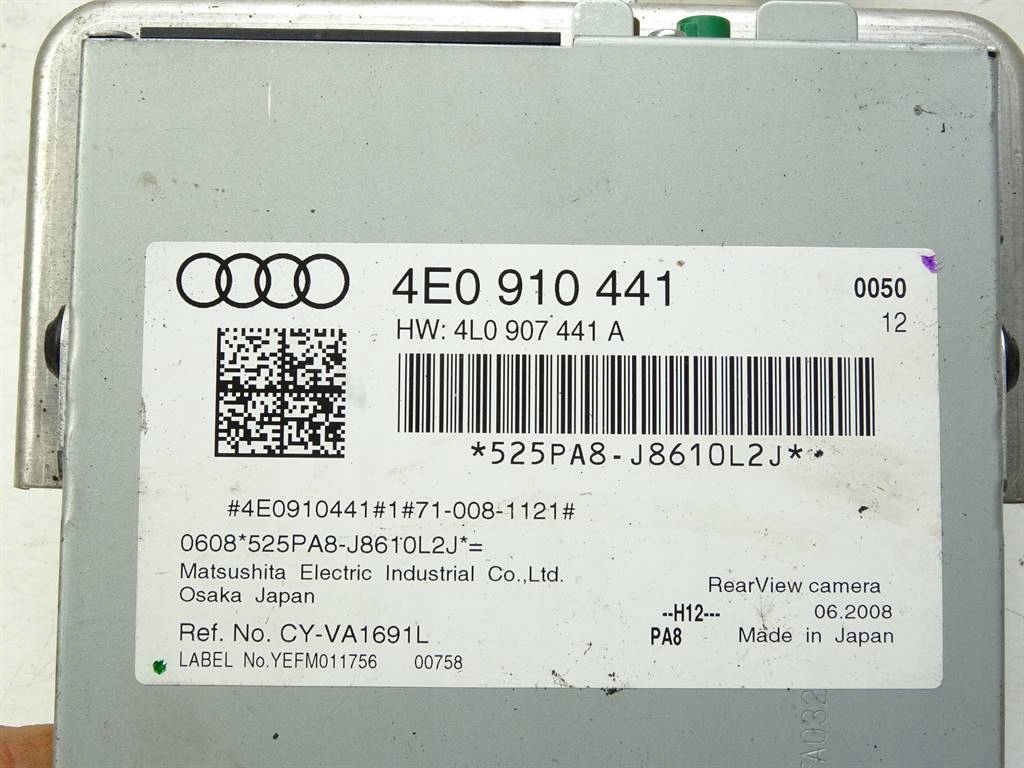 4E0 910 441 0050
HW: 4L0 907 441 A 12
*525PA8-J8610L2J*
#4E0910441#1#71-008-1121#
0608*525PA8-J8610L2J*=
Matsushita Electric Industrial Co.,Ltd.
Osaka Japan
RearView camera
--H12--- 06.2008
Ref. No. CY-VA1691L PA8 Made in Japan
LABEL No.YEFM011756 00758